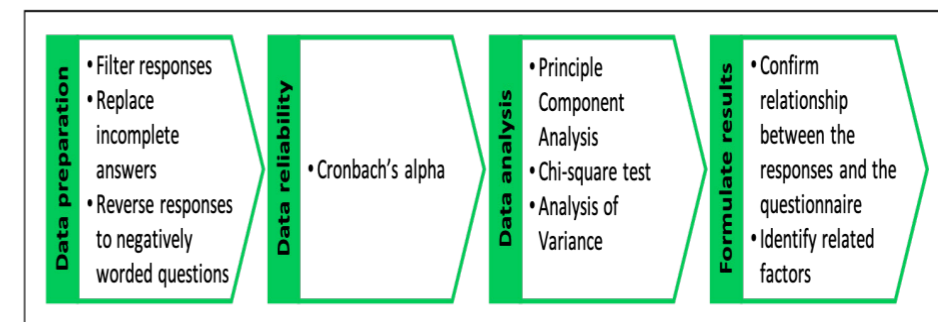 Data preparation
• Filter responses
• Replace
incomplete
answers
• Reverse responses
to negatively
worded questions
Data reliability
• Cronbach's alpha
Data analysis
• Principle
Component
Analysis
• Chi-square test
• Analysis of
Variance
Formulate results
• Confirm
relationship
between the
responses and the
questionnaire
• Identify related
factors